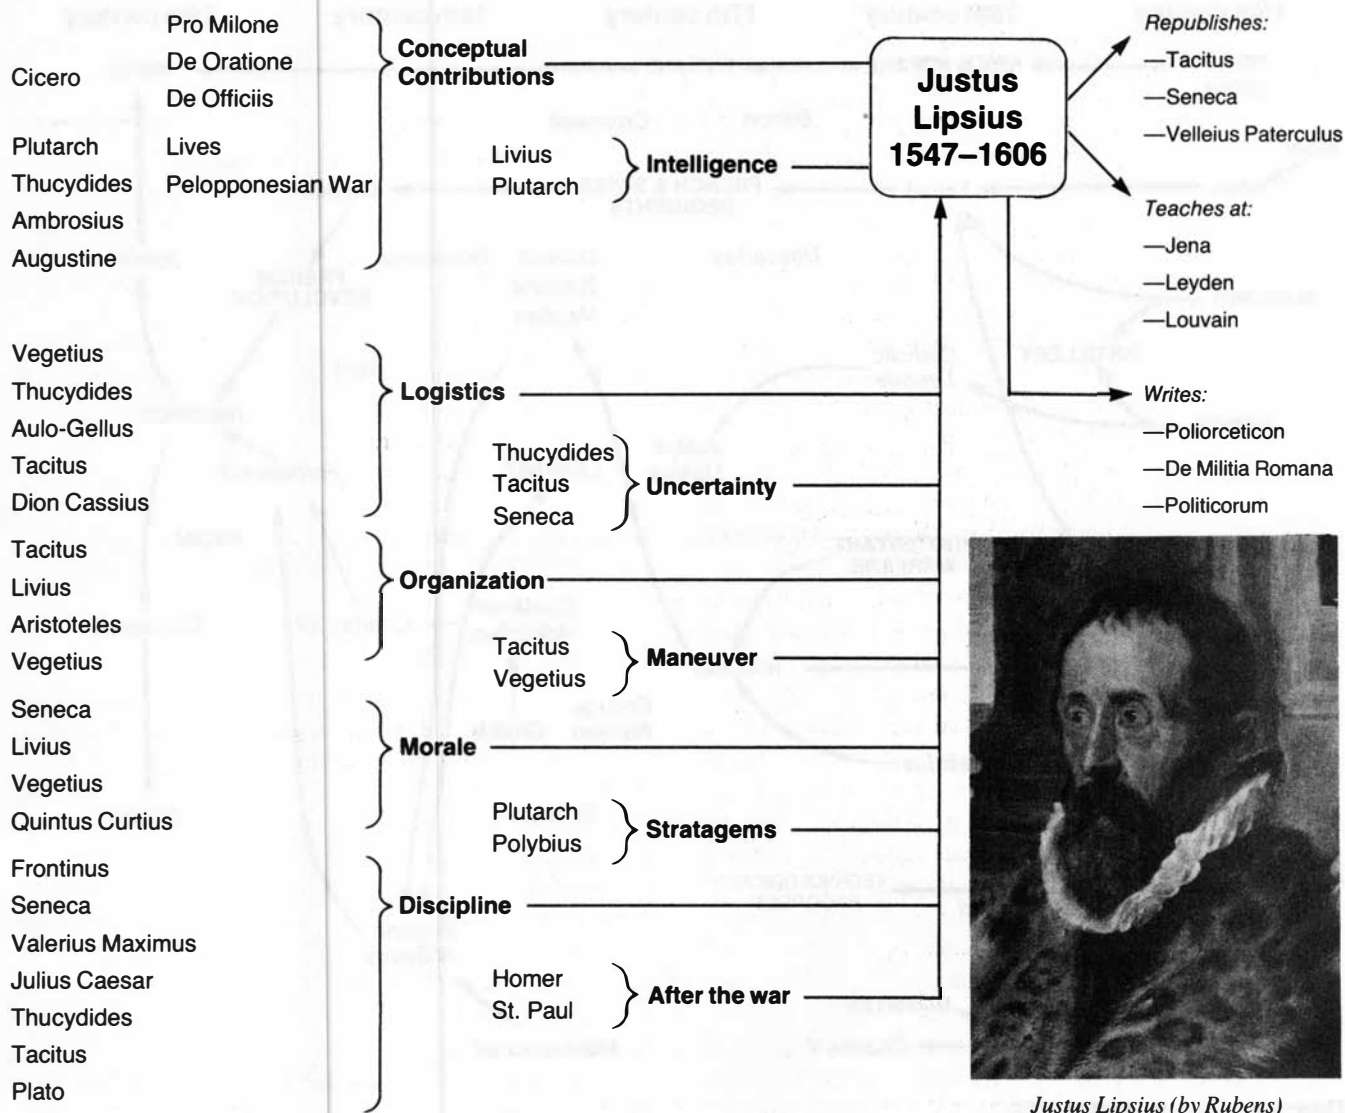 Pro Milone
De Oratione
De Officiis
Cicero
Plutarch Lives
Thucydides Peloponesian War
Ambrosius
Augustine
Conceptual
Contributions
Livius
Plutarch
Intelligence
Justus
Lipsius
1547–1606
Republishes:
—Tacitus
—Seneca
—Velleius Paterculus
Teaches at:
—Jena
—Leyden
—Louvain
Writes:
—Poliorceticon
—De Militia Romana
—Politicorum
Vegetius
Thucydides
Aulo-Gellus
Tacitus
Dion Cassius
Logistics
Thucydides
Tacitus
Seneca
Uncertainty
Tacitus
Livius
Aristoteles
Vegetius
Organization
Tacitus
Vegetius
Maneuver
Seneca
Livius
Vegetius
Quintus Curtius
Morale
Plutarch
Polybius
Stratagems
Frontinus
Seneca
Valerius Maximus
Julius Caesar
Thucydides
Tacitus
Plato
Discipline
Homer
St. Paul
After the war
Justus Lipsius (by Rubens)